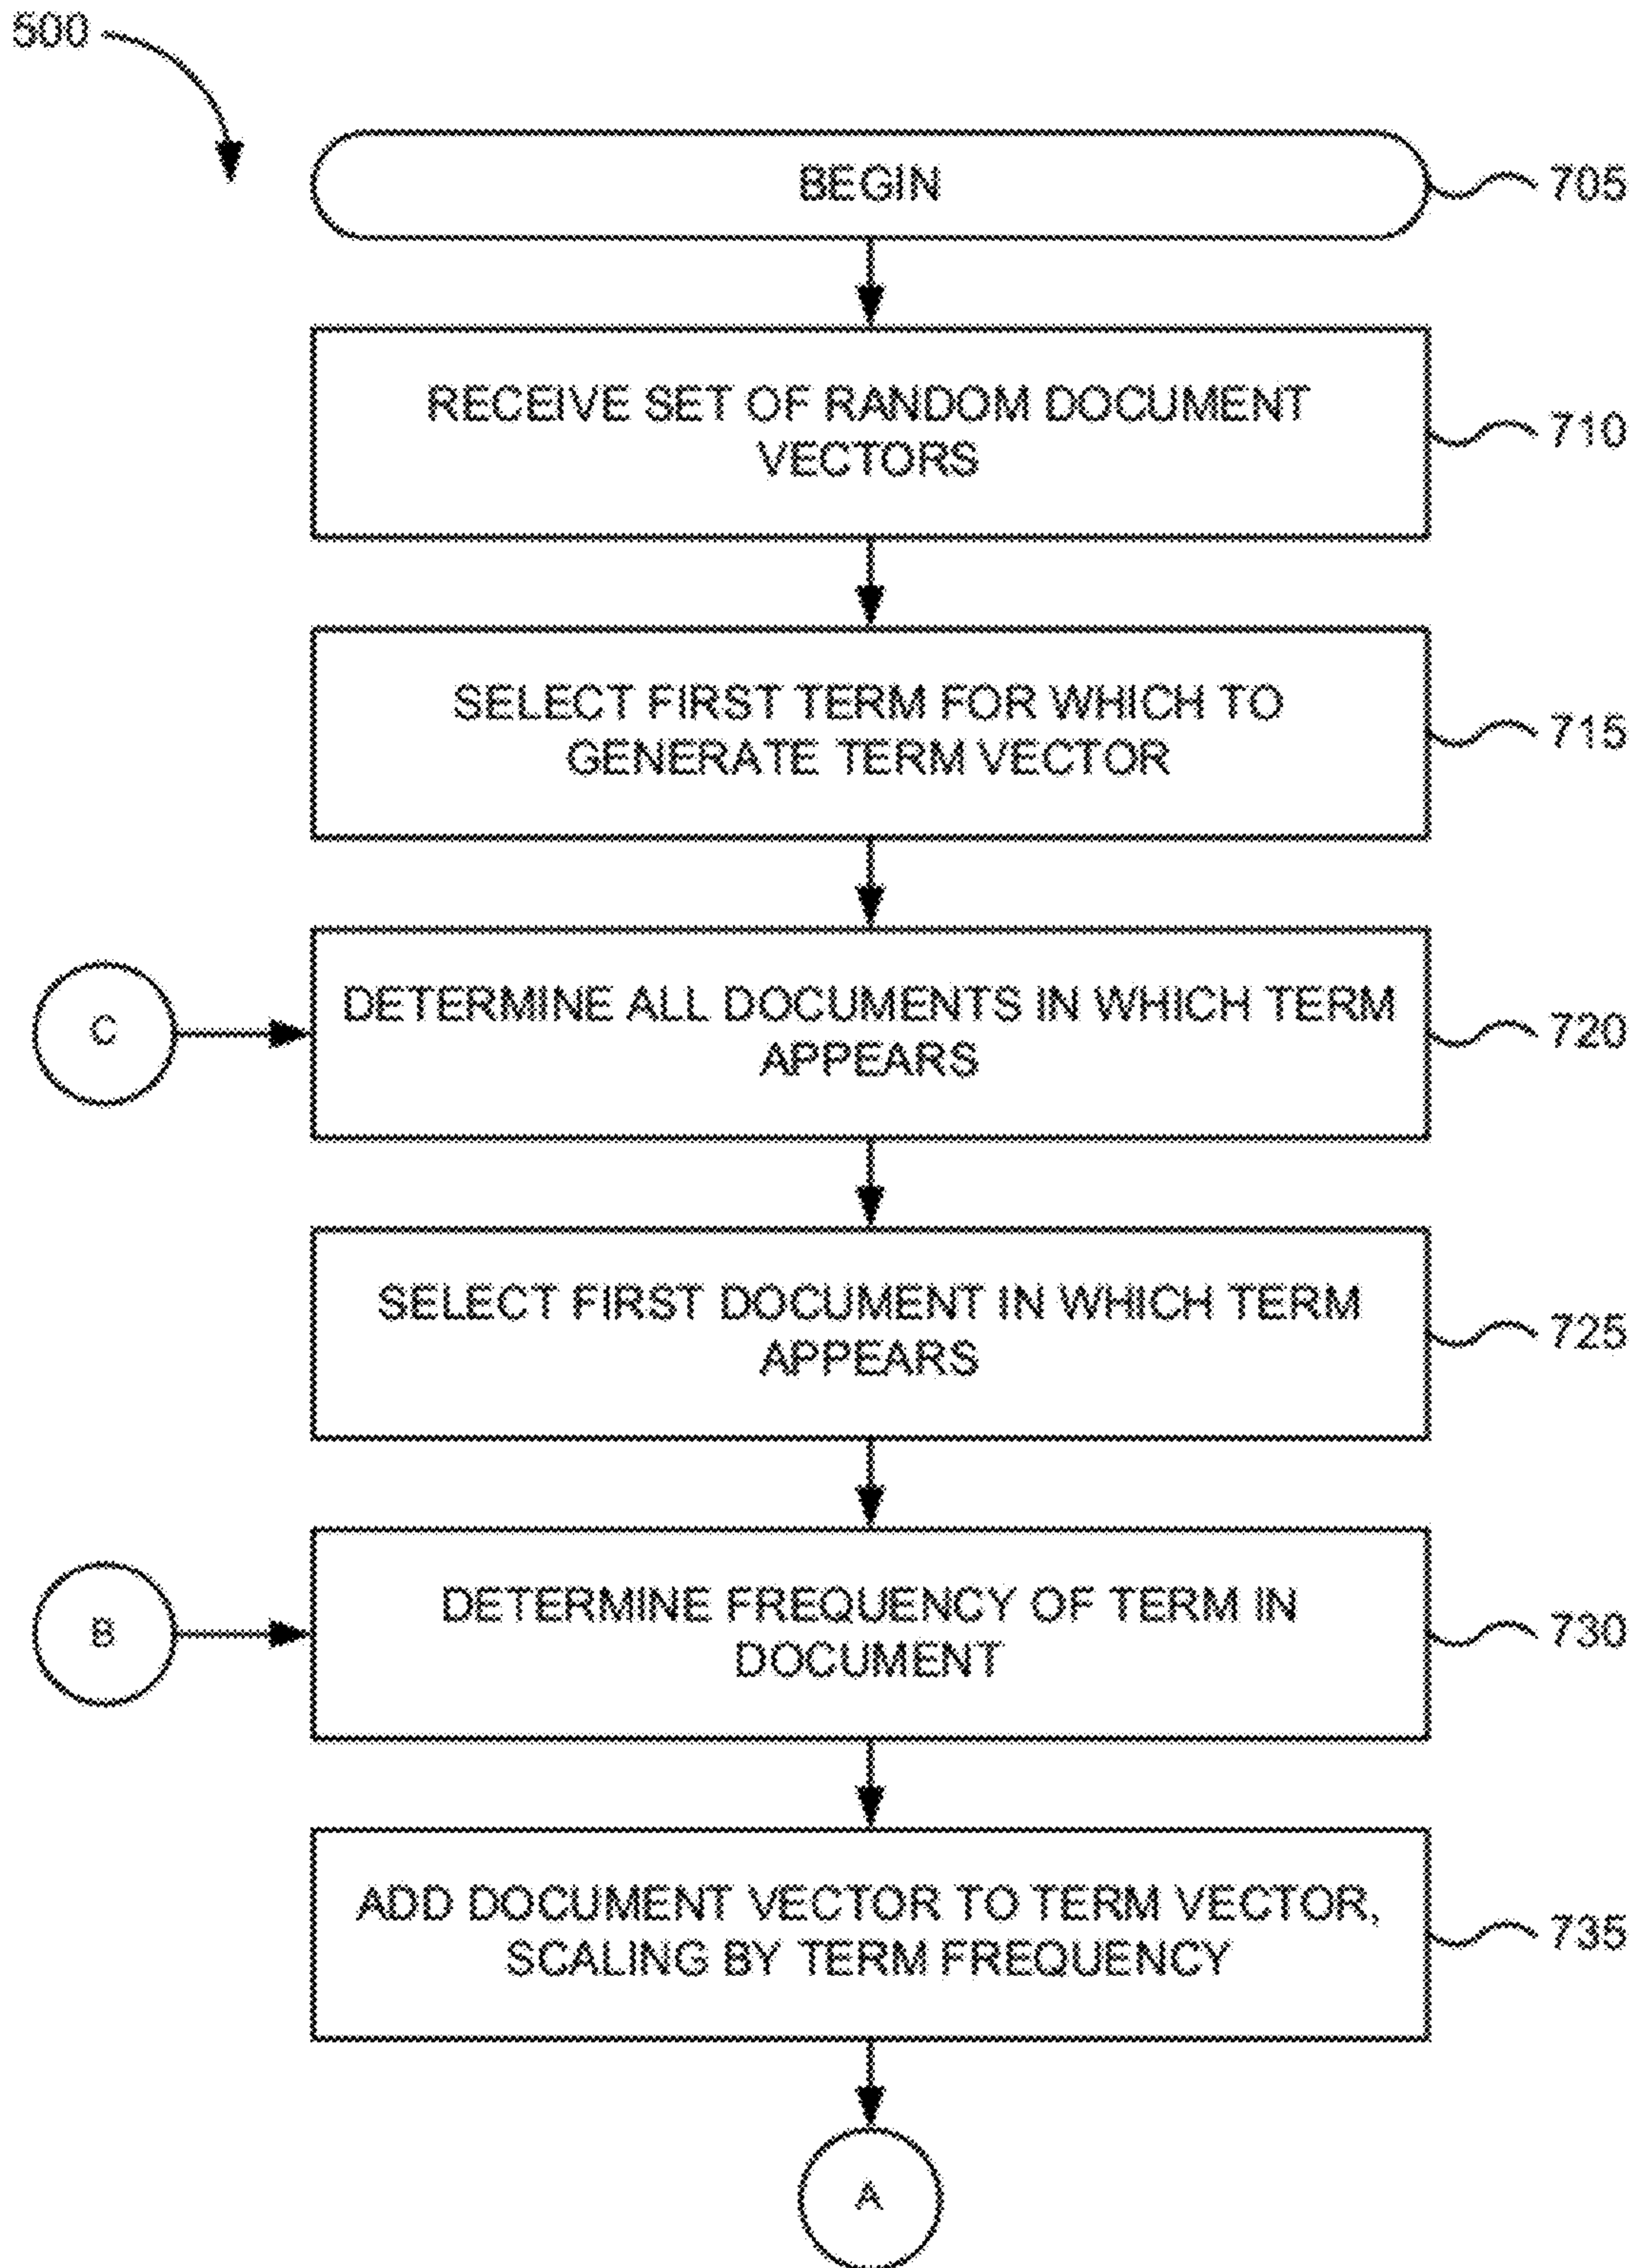 500
BEGIN
705
RECEIVE SET OF RANDOM DOCUMENT
VECTORS
710
SELECT FIRST TERM FOR WHICH TO
GENERATE TERM VECTOR
715
C
DETERMINE ALL DOCUMENTS IN WHICH TERM
APPEARS
720
SELECT FIRST DOCUMENT IN WHICH TERM
APPEARS
725
B
DETERMINE FREQUENCY OF TERM IN
DOCUMENT
730
ADD DOCUMENT VECTOR TO TERM VECTOR,
SCALING BY TERM FREQUENCY
735
A